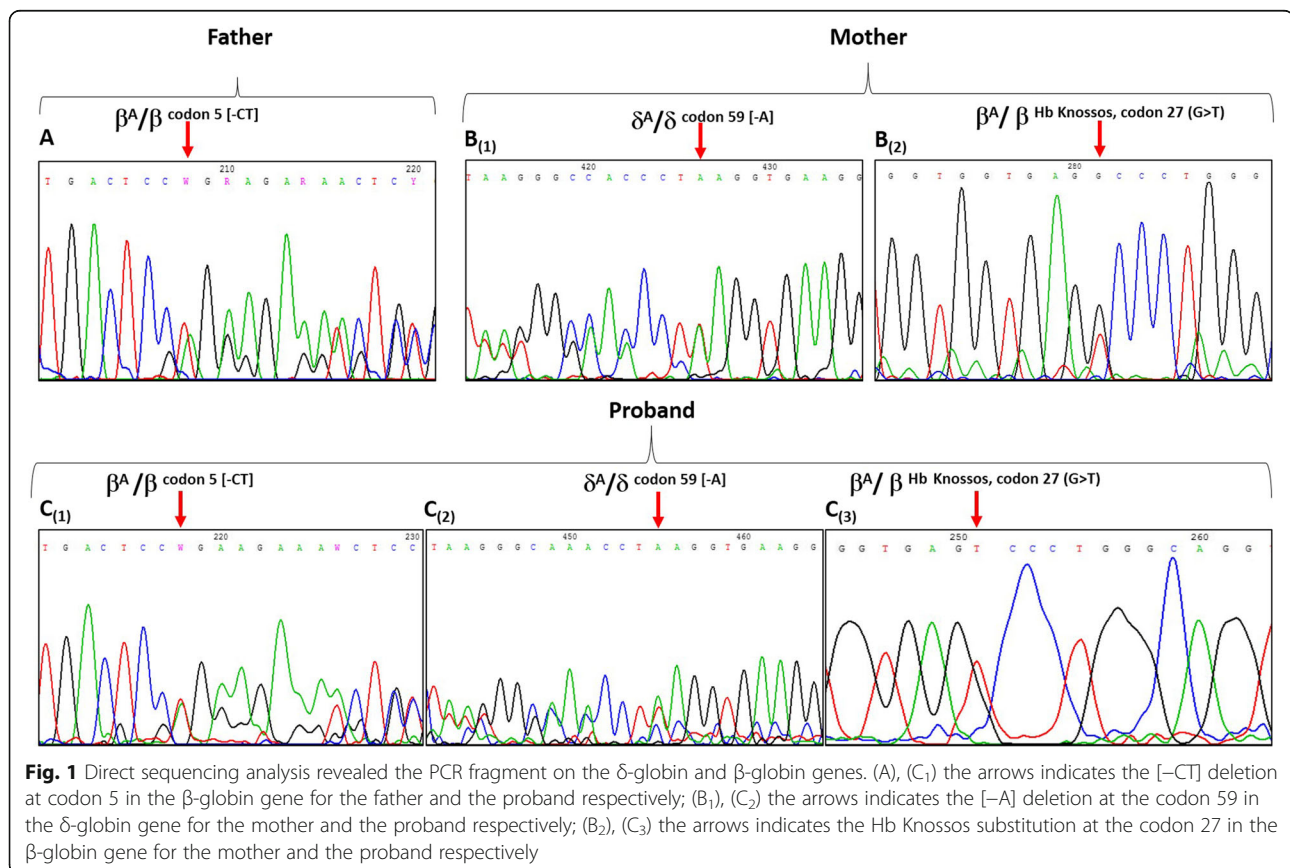 Father
Mother
βᴬ/β codon 5 [-CT]
δᴬ/δ codon 59 [-A]
βᴬ/ β Hb Knossos, codon 27 (G>T)
A
B(1)
B(2)
210 220
T G A C T C C W G R A G A R A A C T C Y
420 430
T A A G G G C C A C C C T A A G G T G A A G G
280
G G T G G T G A G G C C C T G G G
Proband
βᴬ/β codon 5 [-CT]
δᴬ/δ codon 59 [-A]
βᴬ/ β Hb Knossos, codon 27 (G>T)
C(1)
C(2)
C(3)
220 230
T G A C T C C W G A A G A A A W C T C C
450 460
T A A G G G C A A A C C T A A G G T G A A G G
250 260
G G T G A G T C C C T G G G C A G G
Fig. 1 Direct sequencing analysis revealed the PCR fragment on the δ-globin and β-globin genes. (A), (C₁) the arrows indicates the [−CT] deletion
at codon 5 in the β-globin gene for the father and the proband respectively; (B₁), (C₂) the arrows indicates the [−A] deletion at the codon 59 in
the δ-globin gene for the mother and the proband respectively; (B₂), (C₃) the arrows indicates the Hb Knossos substitution at the codon 27 in the
β-globin gene for the mother and the proband respectively